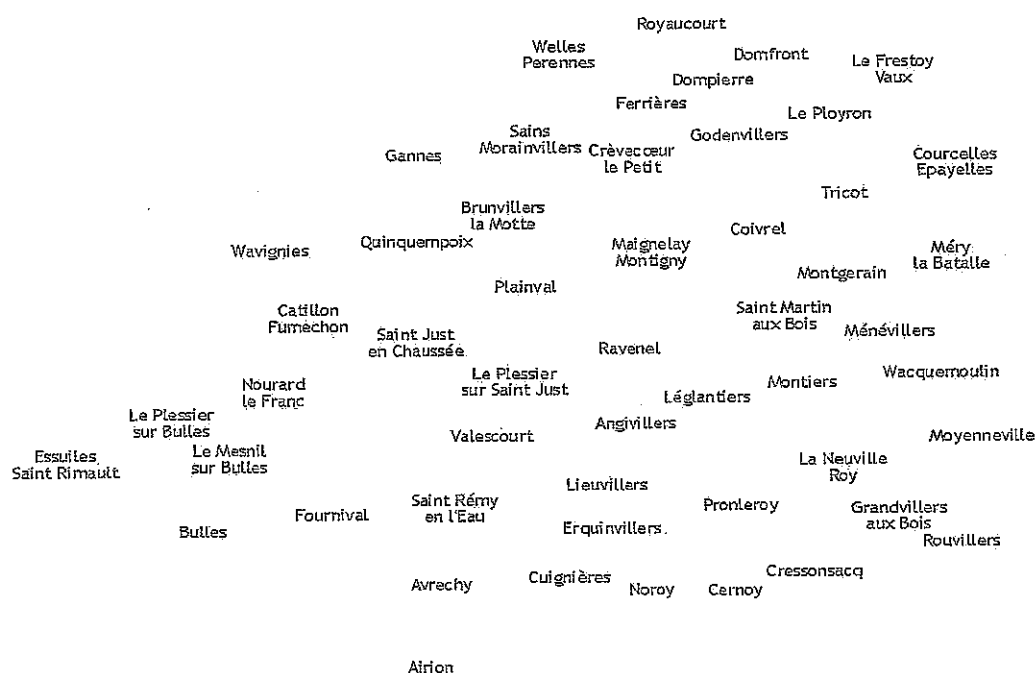 Royaucourt
Welles
Perennes
Domfront
Le Frestoy
Vaux
Dompierre
Ferrières
Le Ployron
Sains
Morainvillers
Godenvillers
Gannes
Crèvecœur
le Petit
Courcelles
Epayelles
Tricot
Brunvillers
la Motte
Coivrel
Wavignies
Quinquempoix
Maignelay
Montigny
Méry
la Batalle
Montgerain
Plainval
Catillon
Fuméchon
Saint Martin
aux Bois
Ménévillers
Saint Just
en Chaussée
Ravenel
Le Plessier
sur Saint Just
Montiers
Wacquemoulin
Nourard
le Franc
Léglantiers
Le Plessier
sur Bulles
Angivillers
Valescourt
Moyenneville
Essuiles
Saint Rimault
Le Mesnil
sur Bulles
La Neuville
Roy
Lieuvillers
Saint Rémy
en l'Eau
Pronleroy
Grandvillers
aux Bois
Fournival
Bulles
Erquinvillers
Rouvillers
Avrechy
Cuignières
Noroy
Cernoy
Cressonsacq
Airion